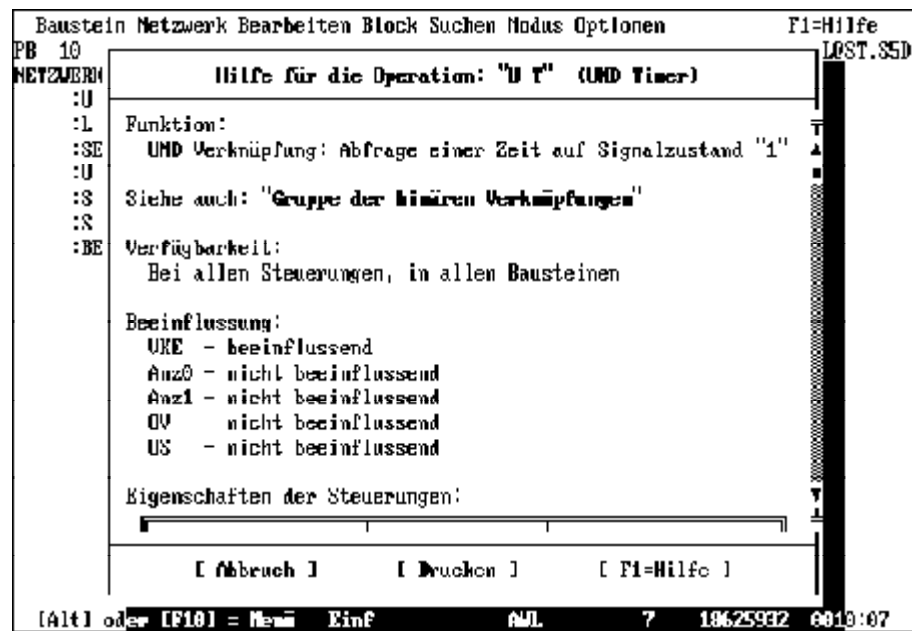 Baustein Netzwerk Bearbeiten Block Suchen Modus Optionen F1=Hilfe
PB 10 L@ST.S5D
NETZWERK
Hilfe für die Operation: "U T" (UND Timer)
:U
:L
:SE
:U
:S
:S
:BE
Funktion:
UND Verknüpfung: Abfrage einer Zeit auf Signalzustand "1"
Siehe auch: "Gruppe der binären Verknüpfungen"
Verfügbarkeit:
Bei allen Steuerungen, in allen Bausteinen
Beeinflussung:
VKE - beeinflussend
Anz0 - nicht beeinflussend
Anz1 - nicht beeinflussend
OV nicht beeinflussend
US - nicht beeinflussend
Eigenschaften der Steuerungen:
[ Abbruch ] [ Drucken ] [ F1=Hilfe ]
[Alt] oder [F10] = Menü Einf AWL 7 18625932 0010:07